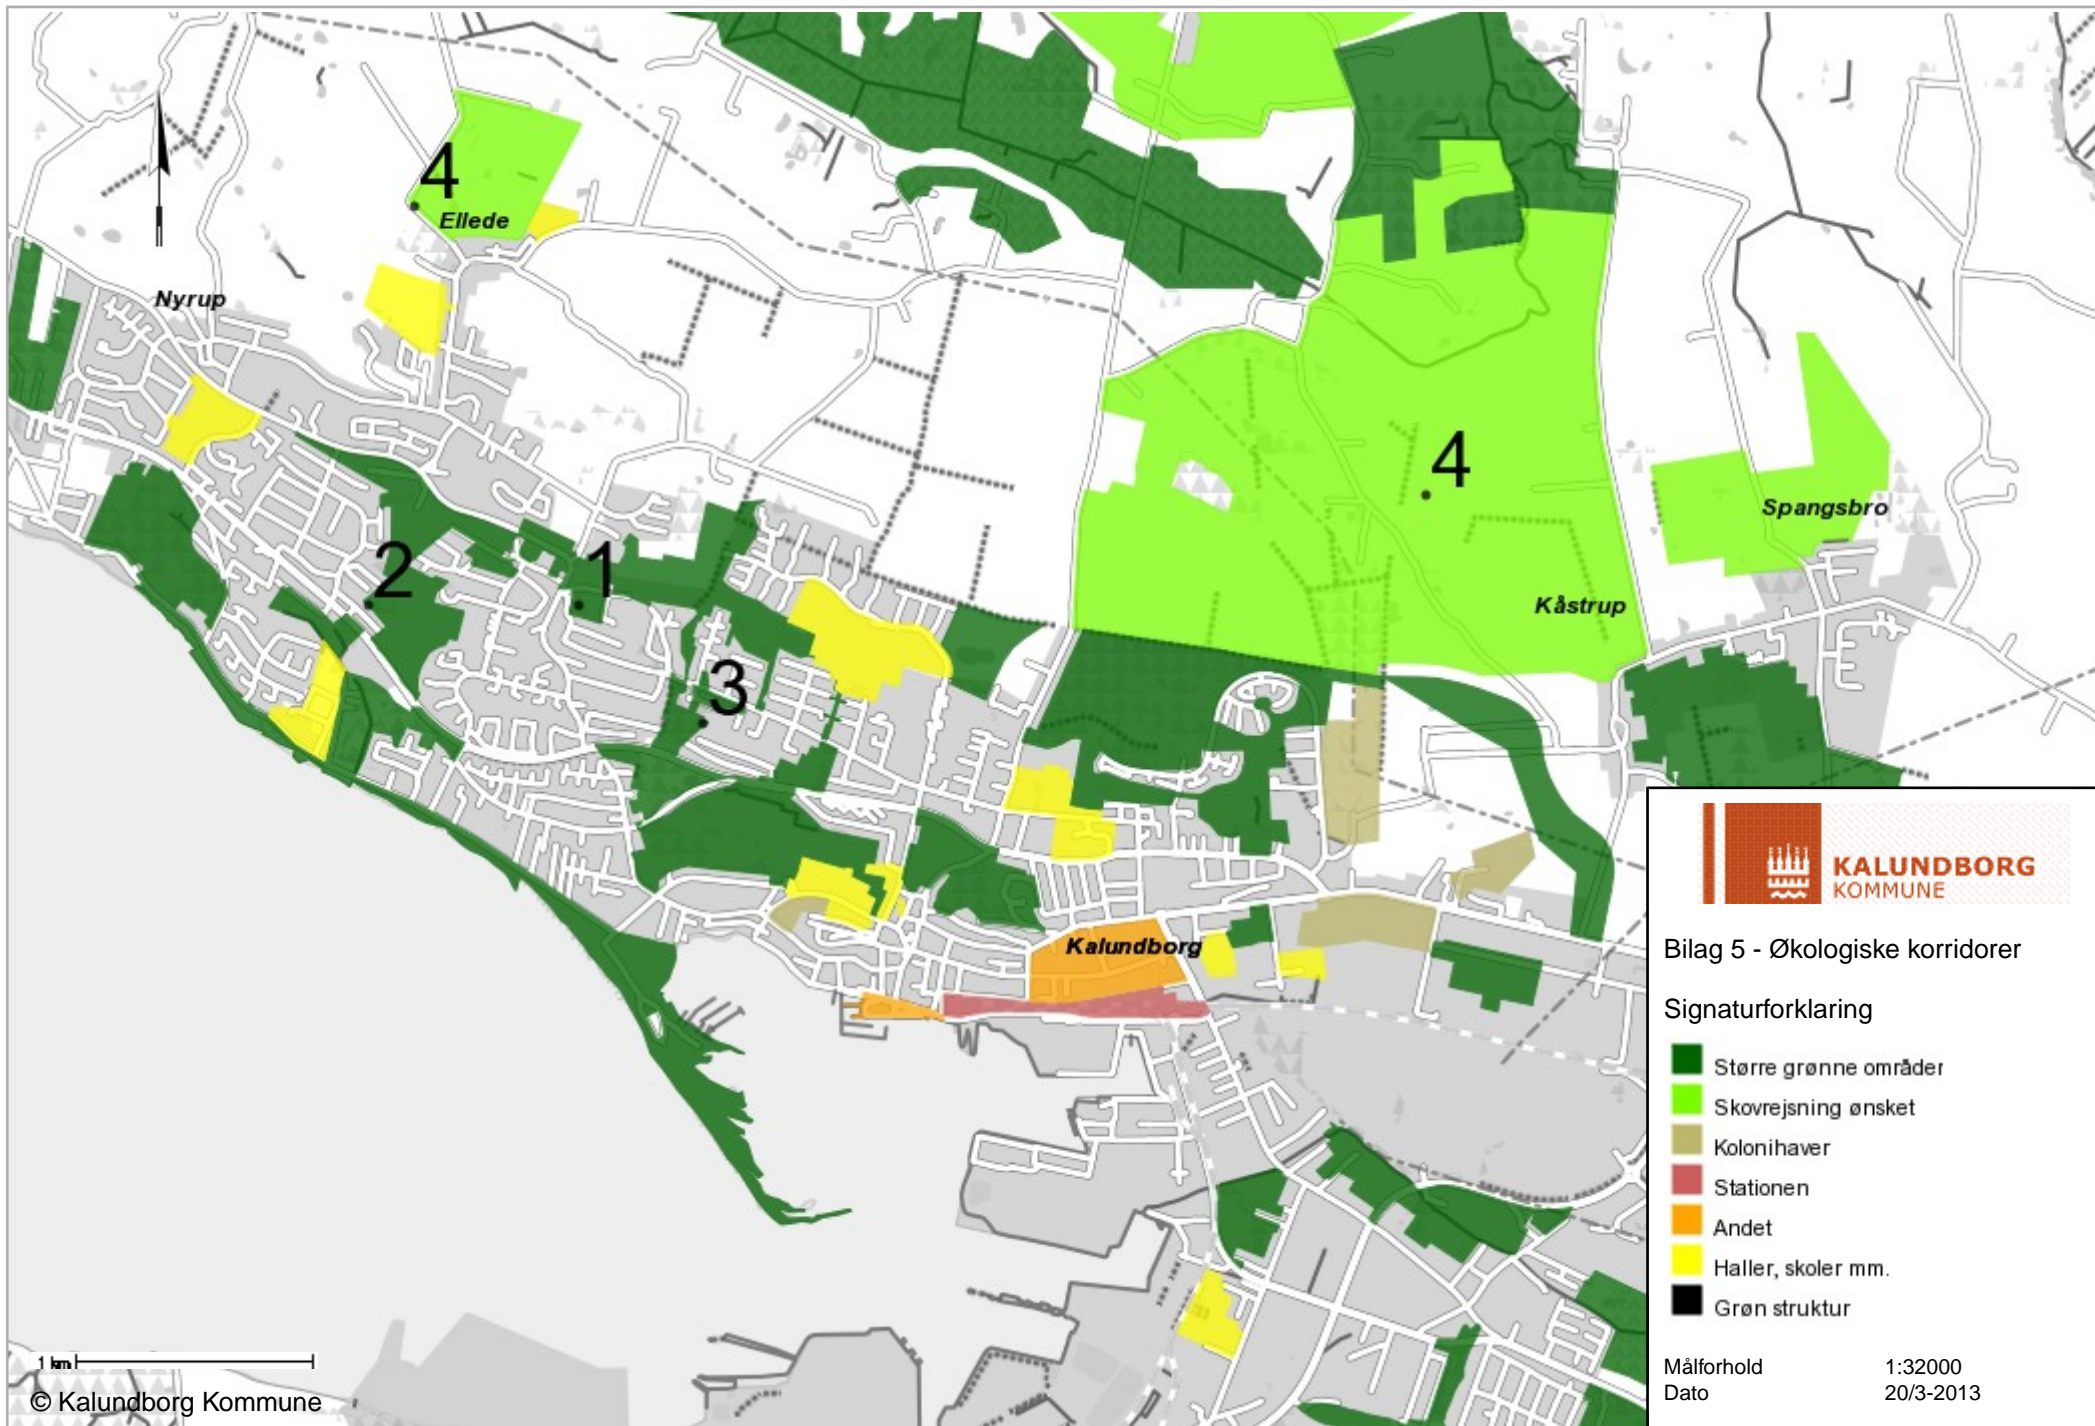 4
Ellede
Nyrup
4
Spangsbro
2
1
Kåstrup
3
Kalundborg
KALUNDBORG
KOMMUNE
Bilag 5 - Økologiske korridorer
Signaturforklaring
Større grønne områder
Skovrejsning ønsket
Kolonihaver
Stationen
Andet
Haller, skoler mm.
Grøn struktur
Målforhold 1:32000
Dato 20/3-2013
1 km
© Kalundborg Kommune